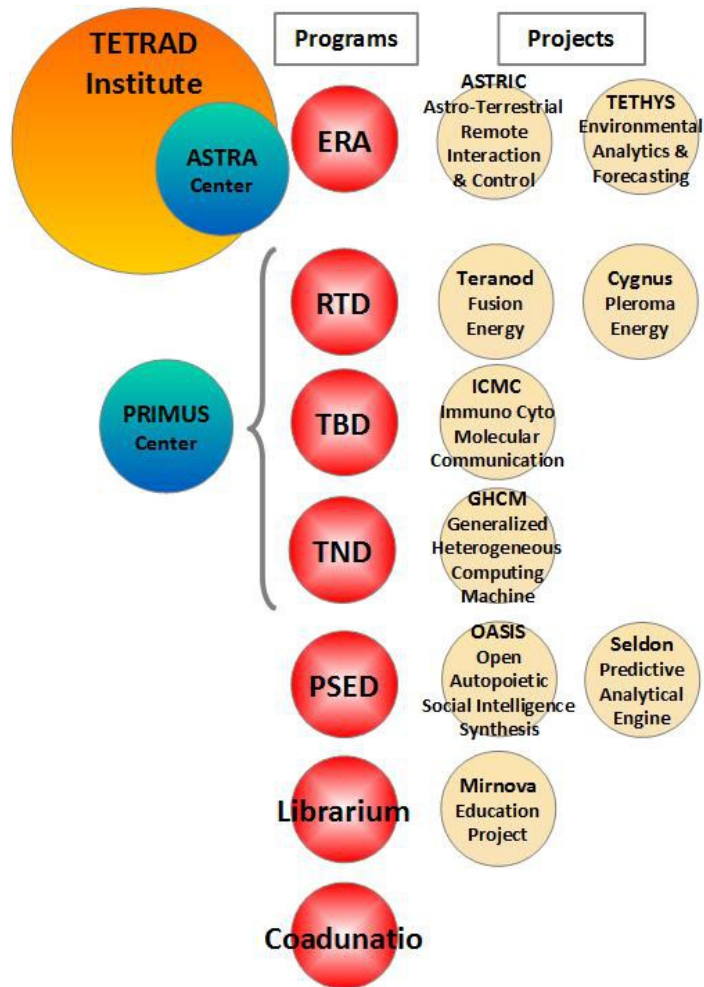 TETRAD
Institute
ASTRA
Center
Programs
Projects
ERA
ASTRIC
Astro-Terrestrial
Remote
Interaction
& Control
TETHYS
Environmental
Analytics &
Forecasting
PRIMUS
Center
RTD
Teranod
Fusion
Energy
Cygnus
Pleroma
Energy
TBD
ICMC
Immuno Cyto
Molecular
Communication
TND
GHCM
Generalized
Heterogeneous
Computing
Machine
PSED
OASIS
Open
Autopoietic
Social Intelligence
Synthesis
Seldon
Predictive
Analytical
Engine
Librarium
Mirnova
Education
Project
Coadunatio